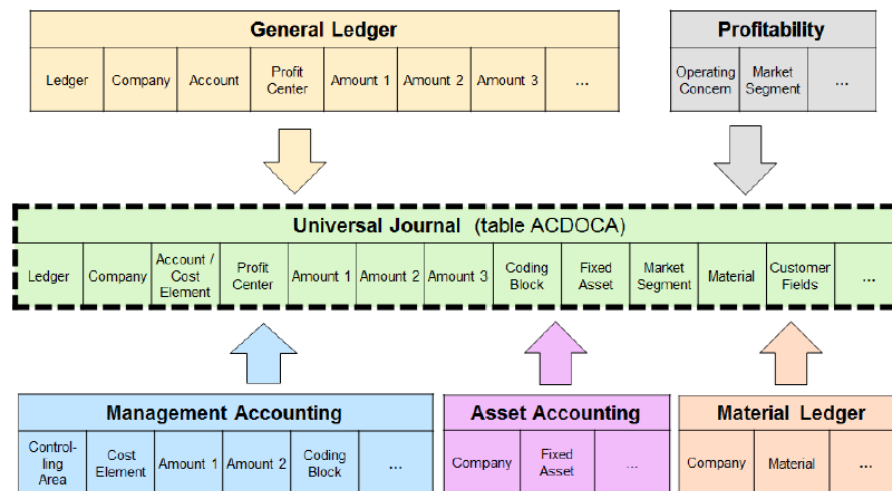 General Ledger
Ledger Company Account Profit Center Amount 1 Amount 2 Amount 3 ...
Profitability
Operating Concern Market Segment ...
Universal Journal (table ACDOCA)
Ledger Company Account / Cost Element Profit Center Amount 1 Amount 2 Amount 3 Coding Block Fixed Asset Market Segment Material Customer Fields ...
Management Accounting
Control-ling Area Cost Element Amount 1 Amount 2 Coding Block ...
Asset Accounting
Company Fixed Asset ...
Material Ledger
Company Material ...